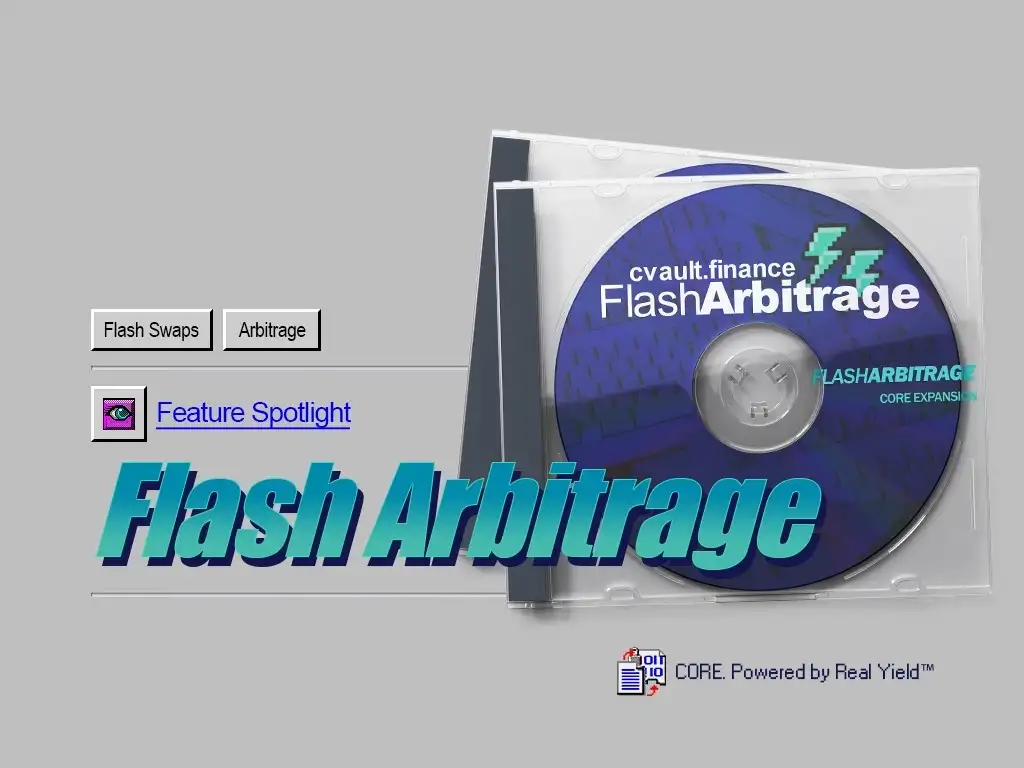 cvault.finance
FlashArbitrage
Flash Swaps
Arbitrage
FLASHARBITRAGE
CORE EXPANSION
Feature Spotlight
Flash Arbitrage
CORE. Powered by Real Yield™